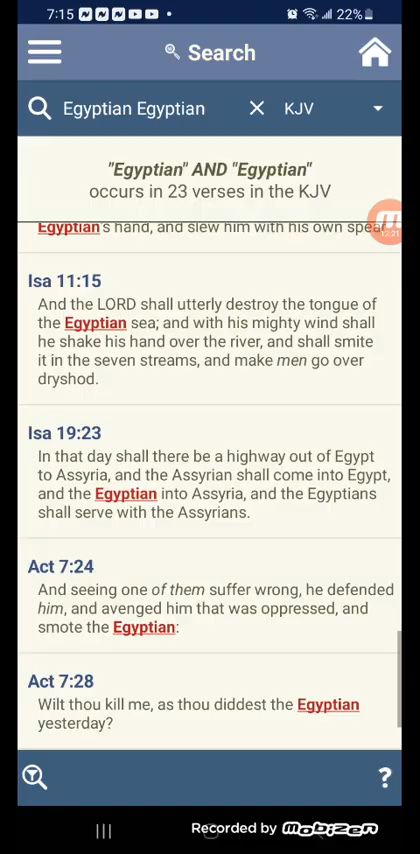 7:15 22%
Search
Egyptian Egyptian KJV
"Egyptian" AND "Egyptian"
occurs in 23 verses in the KJV
Egyptian's hand, and slew him with his own spear
12:21
Isa 11:15
And the LORD shall utterly destroy the tongue of
the Egyptian sea; and with his mighty wind shall
he shake his hand over the river, and shall smite
it in the seven streams, and make men go over
dryshod.
Isa 19:23
In that day shall there be a highway out of Egypt
to Assyria, and the Assyrian shall come into Egypt,
and the Egyptian into Assyria, and the Egyptians
shall serve with the Assyrians.
Act 7:24
And seeing one of them suffer wrong, he defended
him, and avenged him that was oppressed, and
smote the Egyptian:
Act 7:28
Wilt thou kill me, as thou diddest the Egyptian
yesterday?
?
Recorded by mobizen